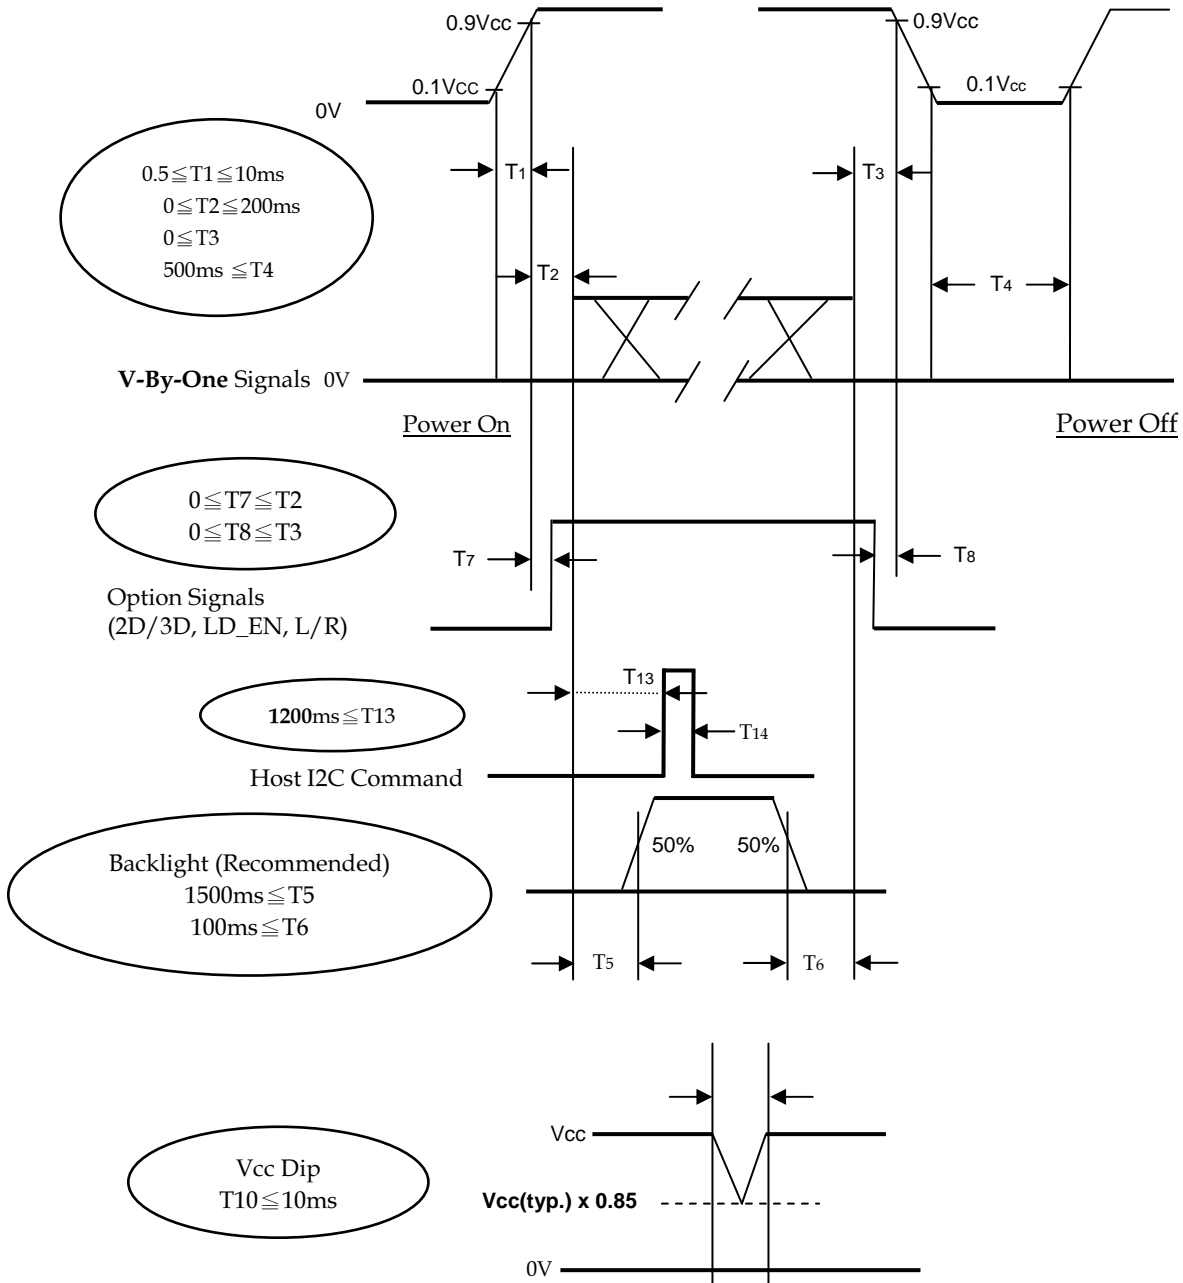 0.9Vcc
0.9Vcc
0.1VCC
0.1Vcc
0V
T1
T3
0.5≦T1≦10ms
0≦T2≦200ms
0≦T3
500ms ≦T4
T2
T4
V-By-One Signals 0V
Power On
Power Off
0≦T7≦T2
0≦T8≦T3
T7
T8
Option Signals
(2D/3D, LD_EN, L/R)
T13
1200ms≦T13
T14
Host I2C Command
50%
50%
Backlight (Recommended)
1500ms≦T5
100ms≦T6
T5
T6
Vcc
Vcc Dip
T10≦10ms
Vcc(typ.) x 0.85
0V